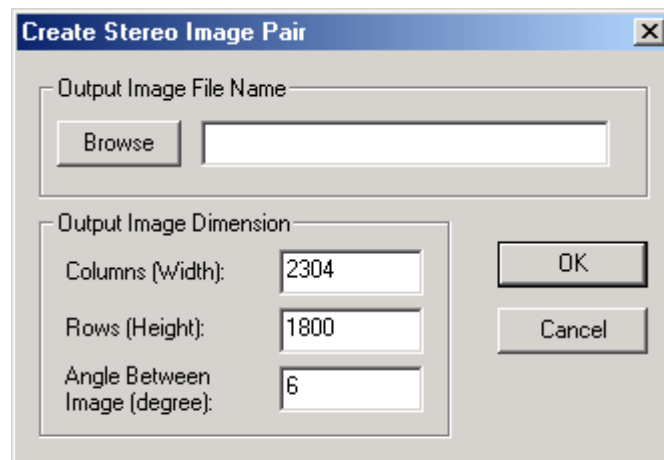 Create Stereo Image Pair
Output Image File Name
Browse
Output Image Dimension
Columns (Width): 2304
Rows (Height): 1800
Angle Between
Image (degree): 6
OK
Cancel